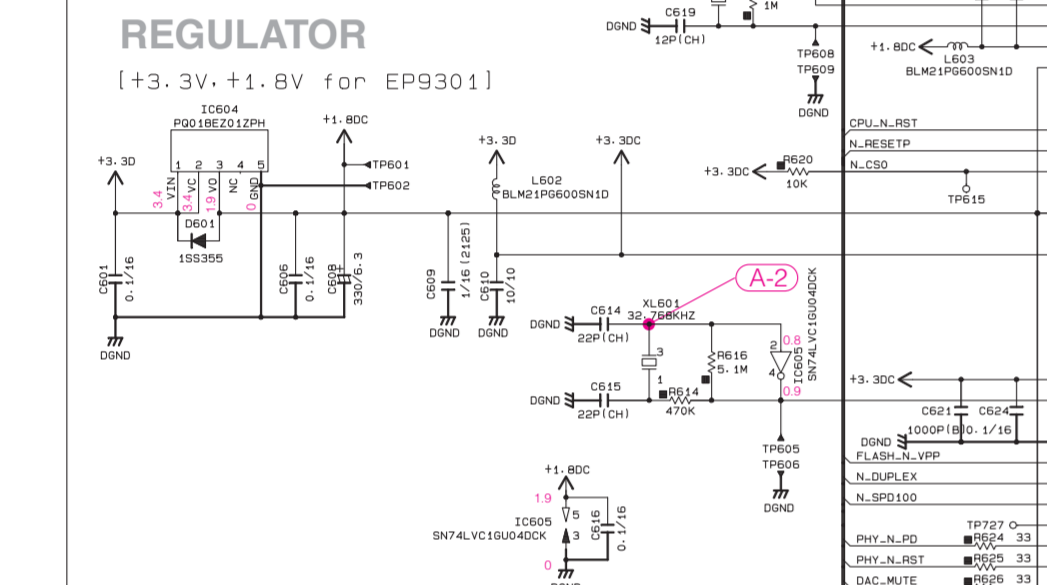 REGULATOR
[+3.3V, +1.8V for EP9301]
IC604
PQ018EZ01ZPH
+1.8DC
+3.3D
1 2 3 4 5
VIN
VC
VO
NC
GND
3.4
3.4
1.9
0
TP601
TP602
D601
1SS355
C601
0.1/16
C606
0.1/16
C608
330/6.3
DGND
+3.3D
+3.3DC
L602
BLM21PG600SN1D
C609
1/16(2125)
C610
10/10
DGND
DGND
C619
DGND
12P(CH)
1M
TP608
TP609
DGND
+1.8DC
L603
BLM21PG600SN1D
CPU_N_RST
N_RESETP
N_CS0
+3.3DC
R620
10K
TP615
A-2
C614
DGND
22P(CH)
XL601
32.768KHZ
3
1
R616
5.1M
0.8
2
4
0.9
IC605
SN74LVC1GU04DCK
C615
DGND
22P(CH)
R614
470K
TP605
TP606
DGND
+3.3DC
C621
C624
1000P(B)
0.1/16
DGND
FLASH_N_VPP
N_DUPLEX
N_SPD100
TP727
PHY_N_PD
R624 33
PHY_N_RST
R625 33
DAC_MUTE
R626 33
+1.8DC
1.9
5
IC605
SN74LVC1GU04DCK
3
C616
0.1/16
0
DGND